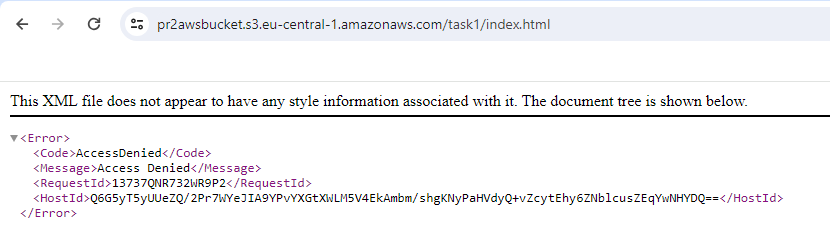 pr2awsbucket.s3.eu-central-1.amazonaws.com/task1/index.html
This XML file does not appear to have any style information associated with it. The document tree is shown below.
▼<Error>
<Code>AccessDenied</Code>
<Message>Access Denied</Message>
<RequestId>13737QNR732WR9P2</RequestId>
<HostId>Q6G5yT5yUUeZQ/2Pr7WYeJIA9YPvYXGtXWLM5V4EkAmbm/shgKNyPaHVdyQ+vZcytEhy6ZNblcusZEqYwNHYDQ==</HostId>
</Error>